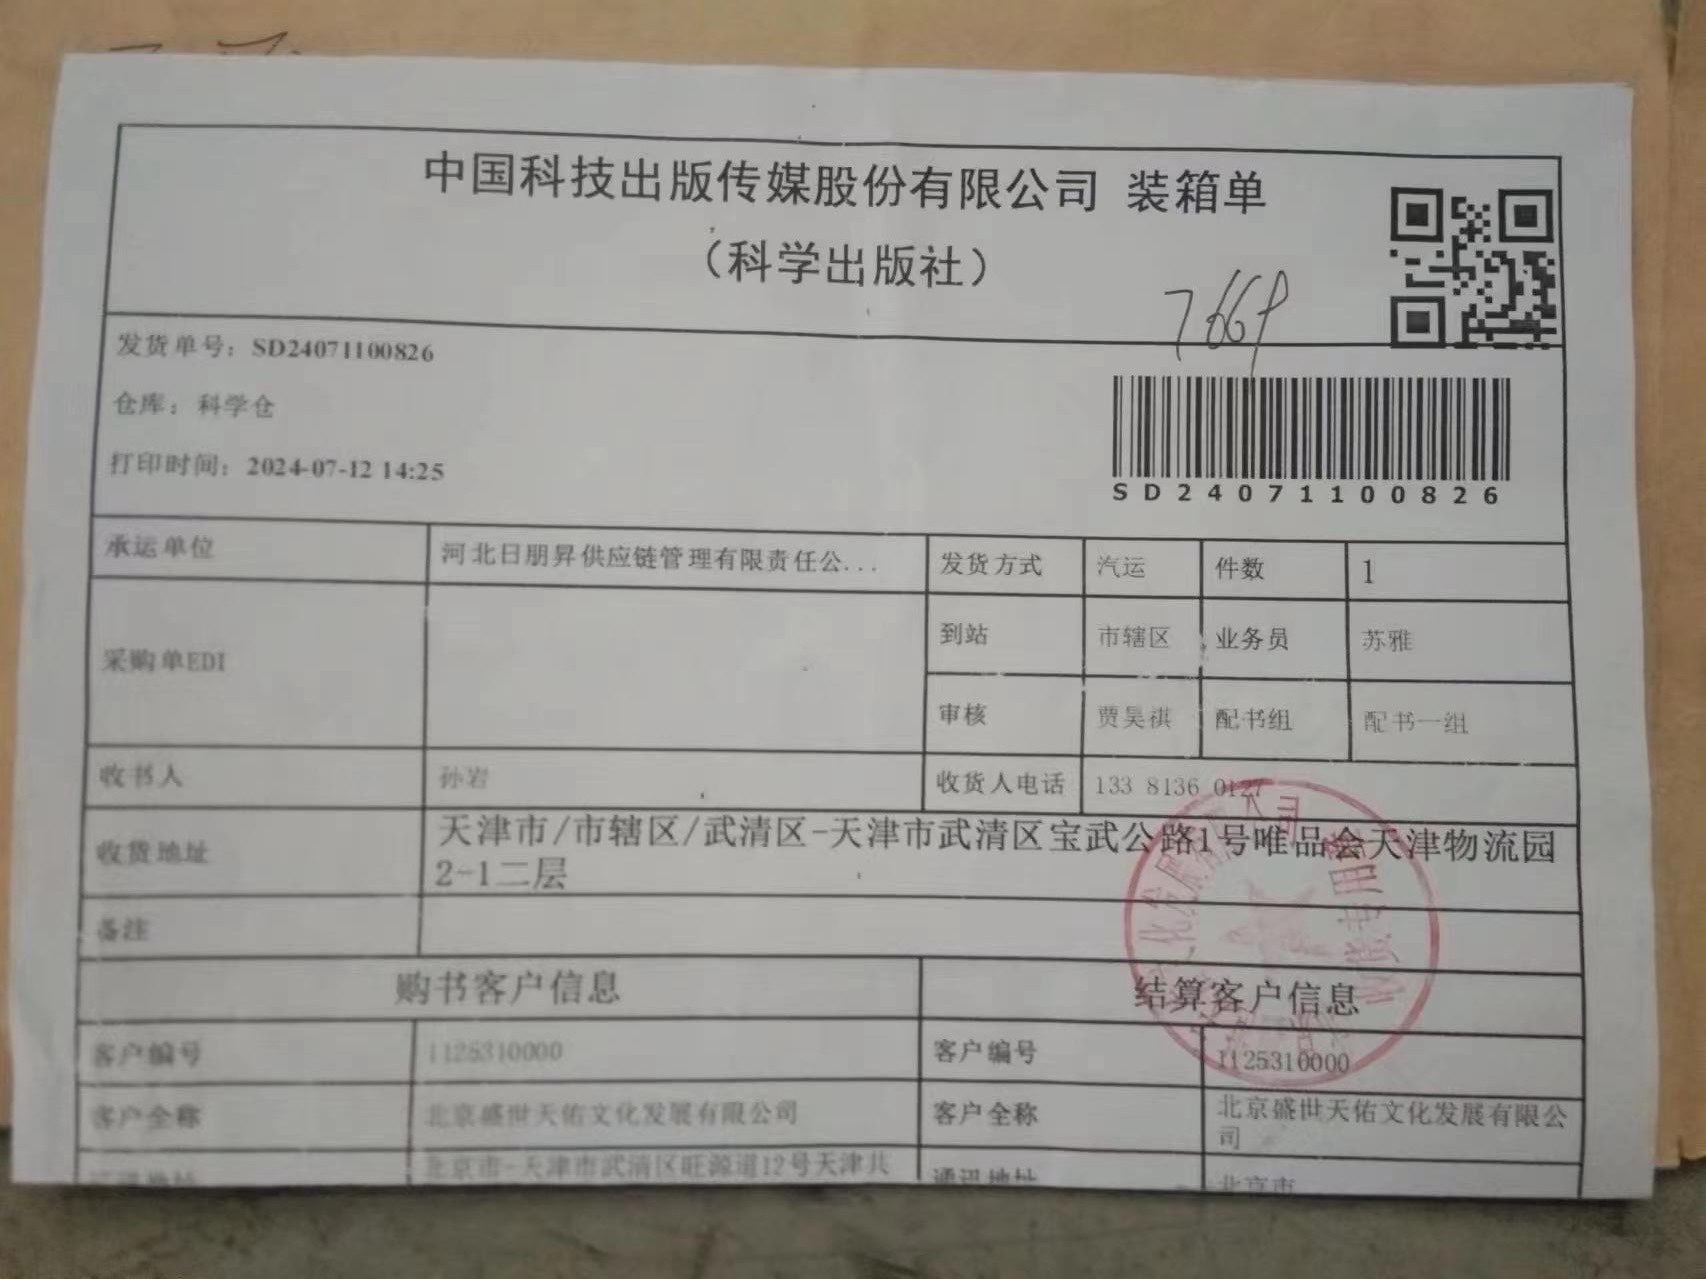 中国科技出版传媒股份有限公司 装箱单
（科学出版社）
7669
发货单号：SD24071100826
仓库：科学仓
打印时间：2024-07-12 14:25
SD24071100826
承运单位 河北日朋昇供应链管理有限责任公... 发货方式 汽运 件数 1
采购单EDI 到站 市辖区 业务员 苏雅
审核 贾昊祺 配书组 配书一组
收书人 孙岩 收货人电话 133 8136 0127
收货地址 天津市/市辖区/武清区-天津市武清区宝武公路1号唯品会天津物流园
2-1二层
备注
购书客户信息 结算客户信息
客户编号 1125310000 客户编号 1125310000
客户全称 北京盛世天佑文化发展有限公司 客户全称 北京盛世天佑文化发展有限公
司
北京市-天津市武清区旺源道12号天津共 通讯地址 北京市